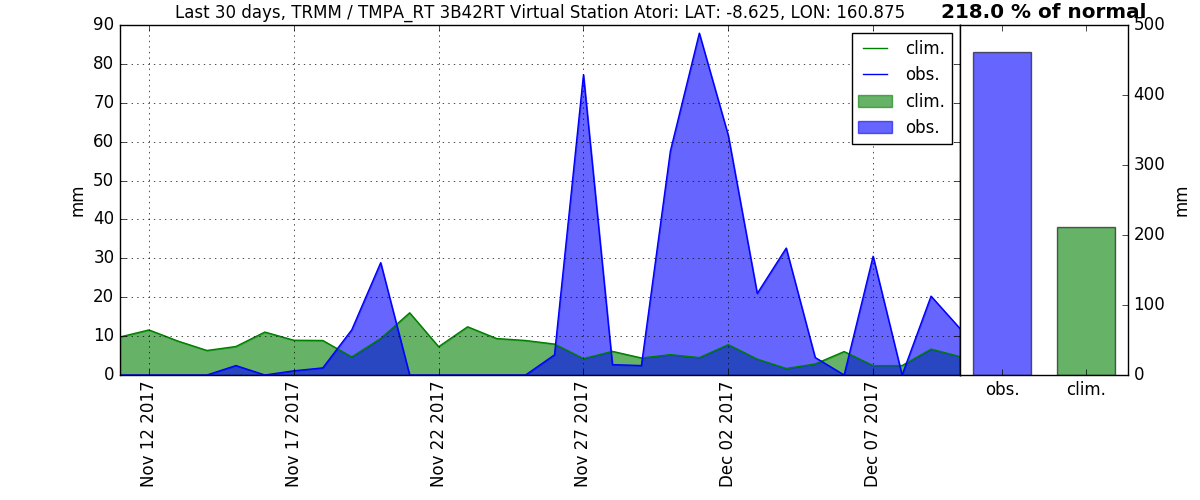 Last 30 days, TRMM / TMPA_RT 3B42RT Virtual Station Atori: LAT: -8.625, LON: 160.875
218.0 % of normal
90
80
70
60
50
40
30
20
10
0
mm
clim.
obs.
clim.
obs.
Nov 12 2017
Nov 17 2017
Nov 22 2017
Nov 27 2017
Dec 02 2017
Dec 07 2017
500
400
300
200
100
0
mm
obs.
clim.